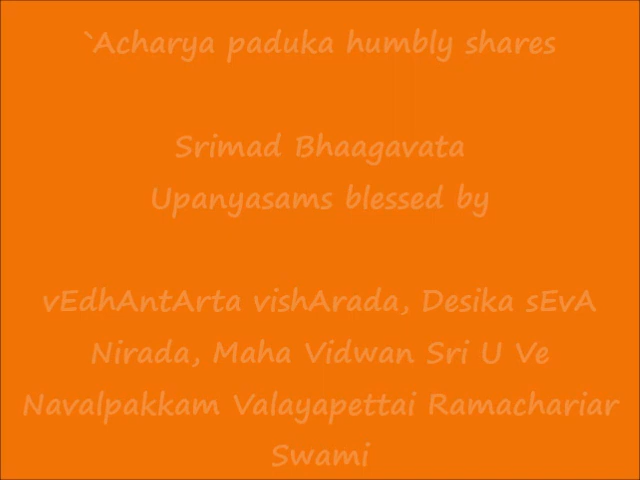 `Acharya paduka humbly shares
Srimad Bhaagavata
Upanyasams blessed by
vEdhAntArta vishArada, Desika sEvA
Nirada, Maha Vidwan Sri U Ve
Navalpakkam Valayapettai Ramachariar
Swami